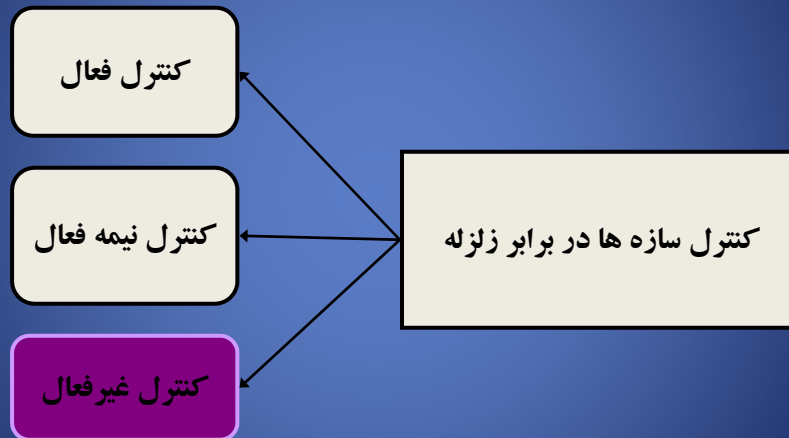 کنترل سازه ها در برابر زلزله
کنترل فعال
کنترل نیمه فعال
کنترل غیرفعال